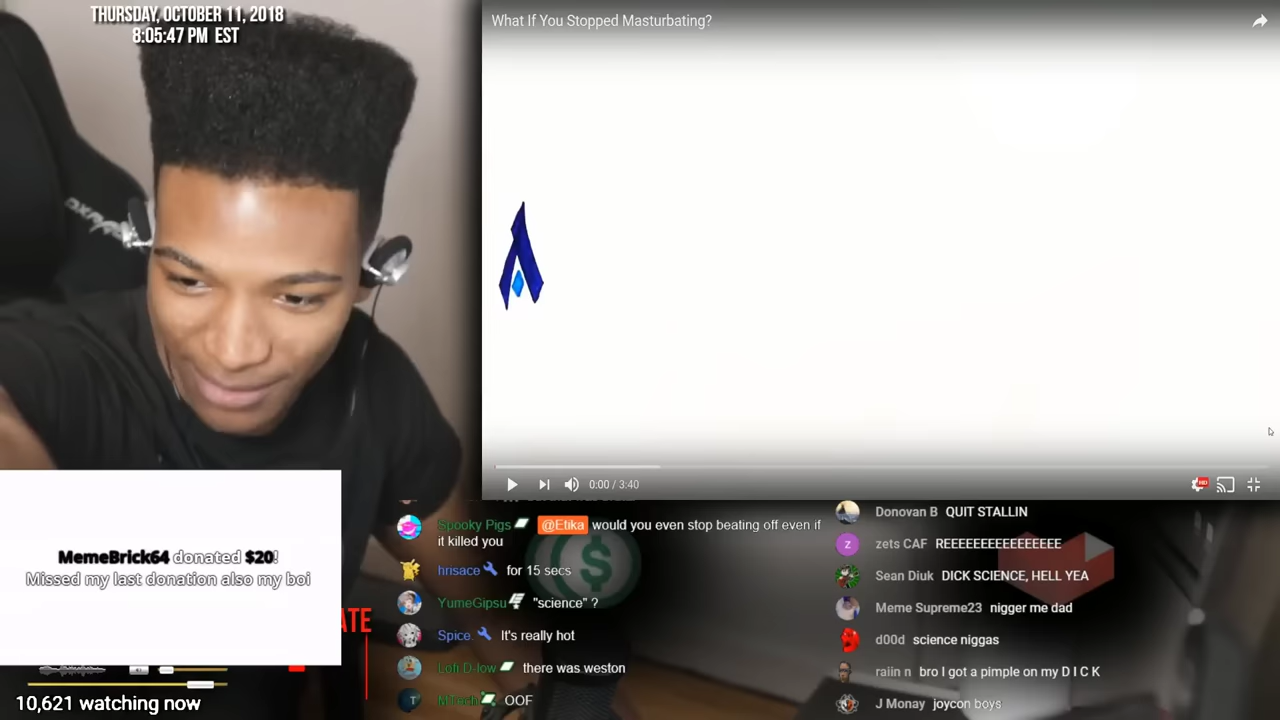 THURSDAY, OCTOBER 11, 2018
8:05:47 PM EST
What If You Stopped Masturbating?
0:00 / 3:40
HD
MemeBrick64 donated $20!
Missed my last donation also my boi
ATE
10,621 watching now
Spooky Pigs @Etika would you even stop beating off even if
it killed you
hrisace for 15 secs
YumeGipsu "science" ?
Spice. It's really hot
Lofi D-low there was weston
MTech OOF
Donovan B QUIT STALLIN
zets CAF REEEEEEEEEEEEEEEE
Sean Diuk DICK SCIENCE, HELL YEA
Meme Supreme23 nigger me dad
d00d science niggas
raiin n bro I got a pimple on my D I C K
J Monay joycon boys